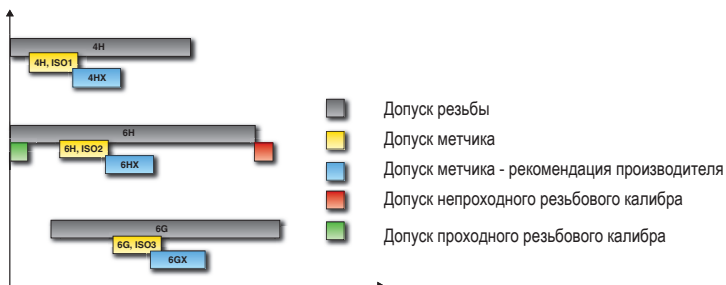 4H
4H, ISO1
4HX
6H
6H, ISO2
6HX
6G
6G, ISO3
6GX
Допуск резьбы
Допуск метчика
Допуск метчика - рекомендация производителя
Допуск непроходного резьбового калибра
Допуск проходного резьбового калибра